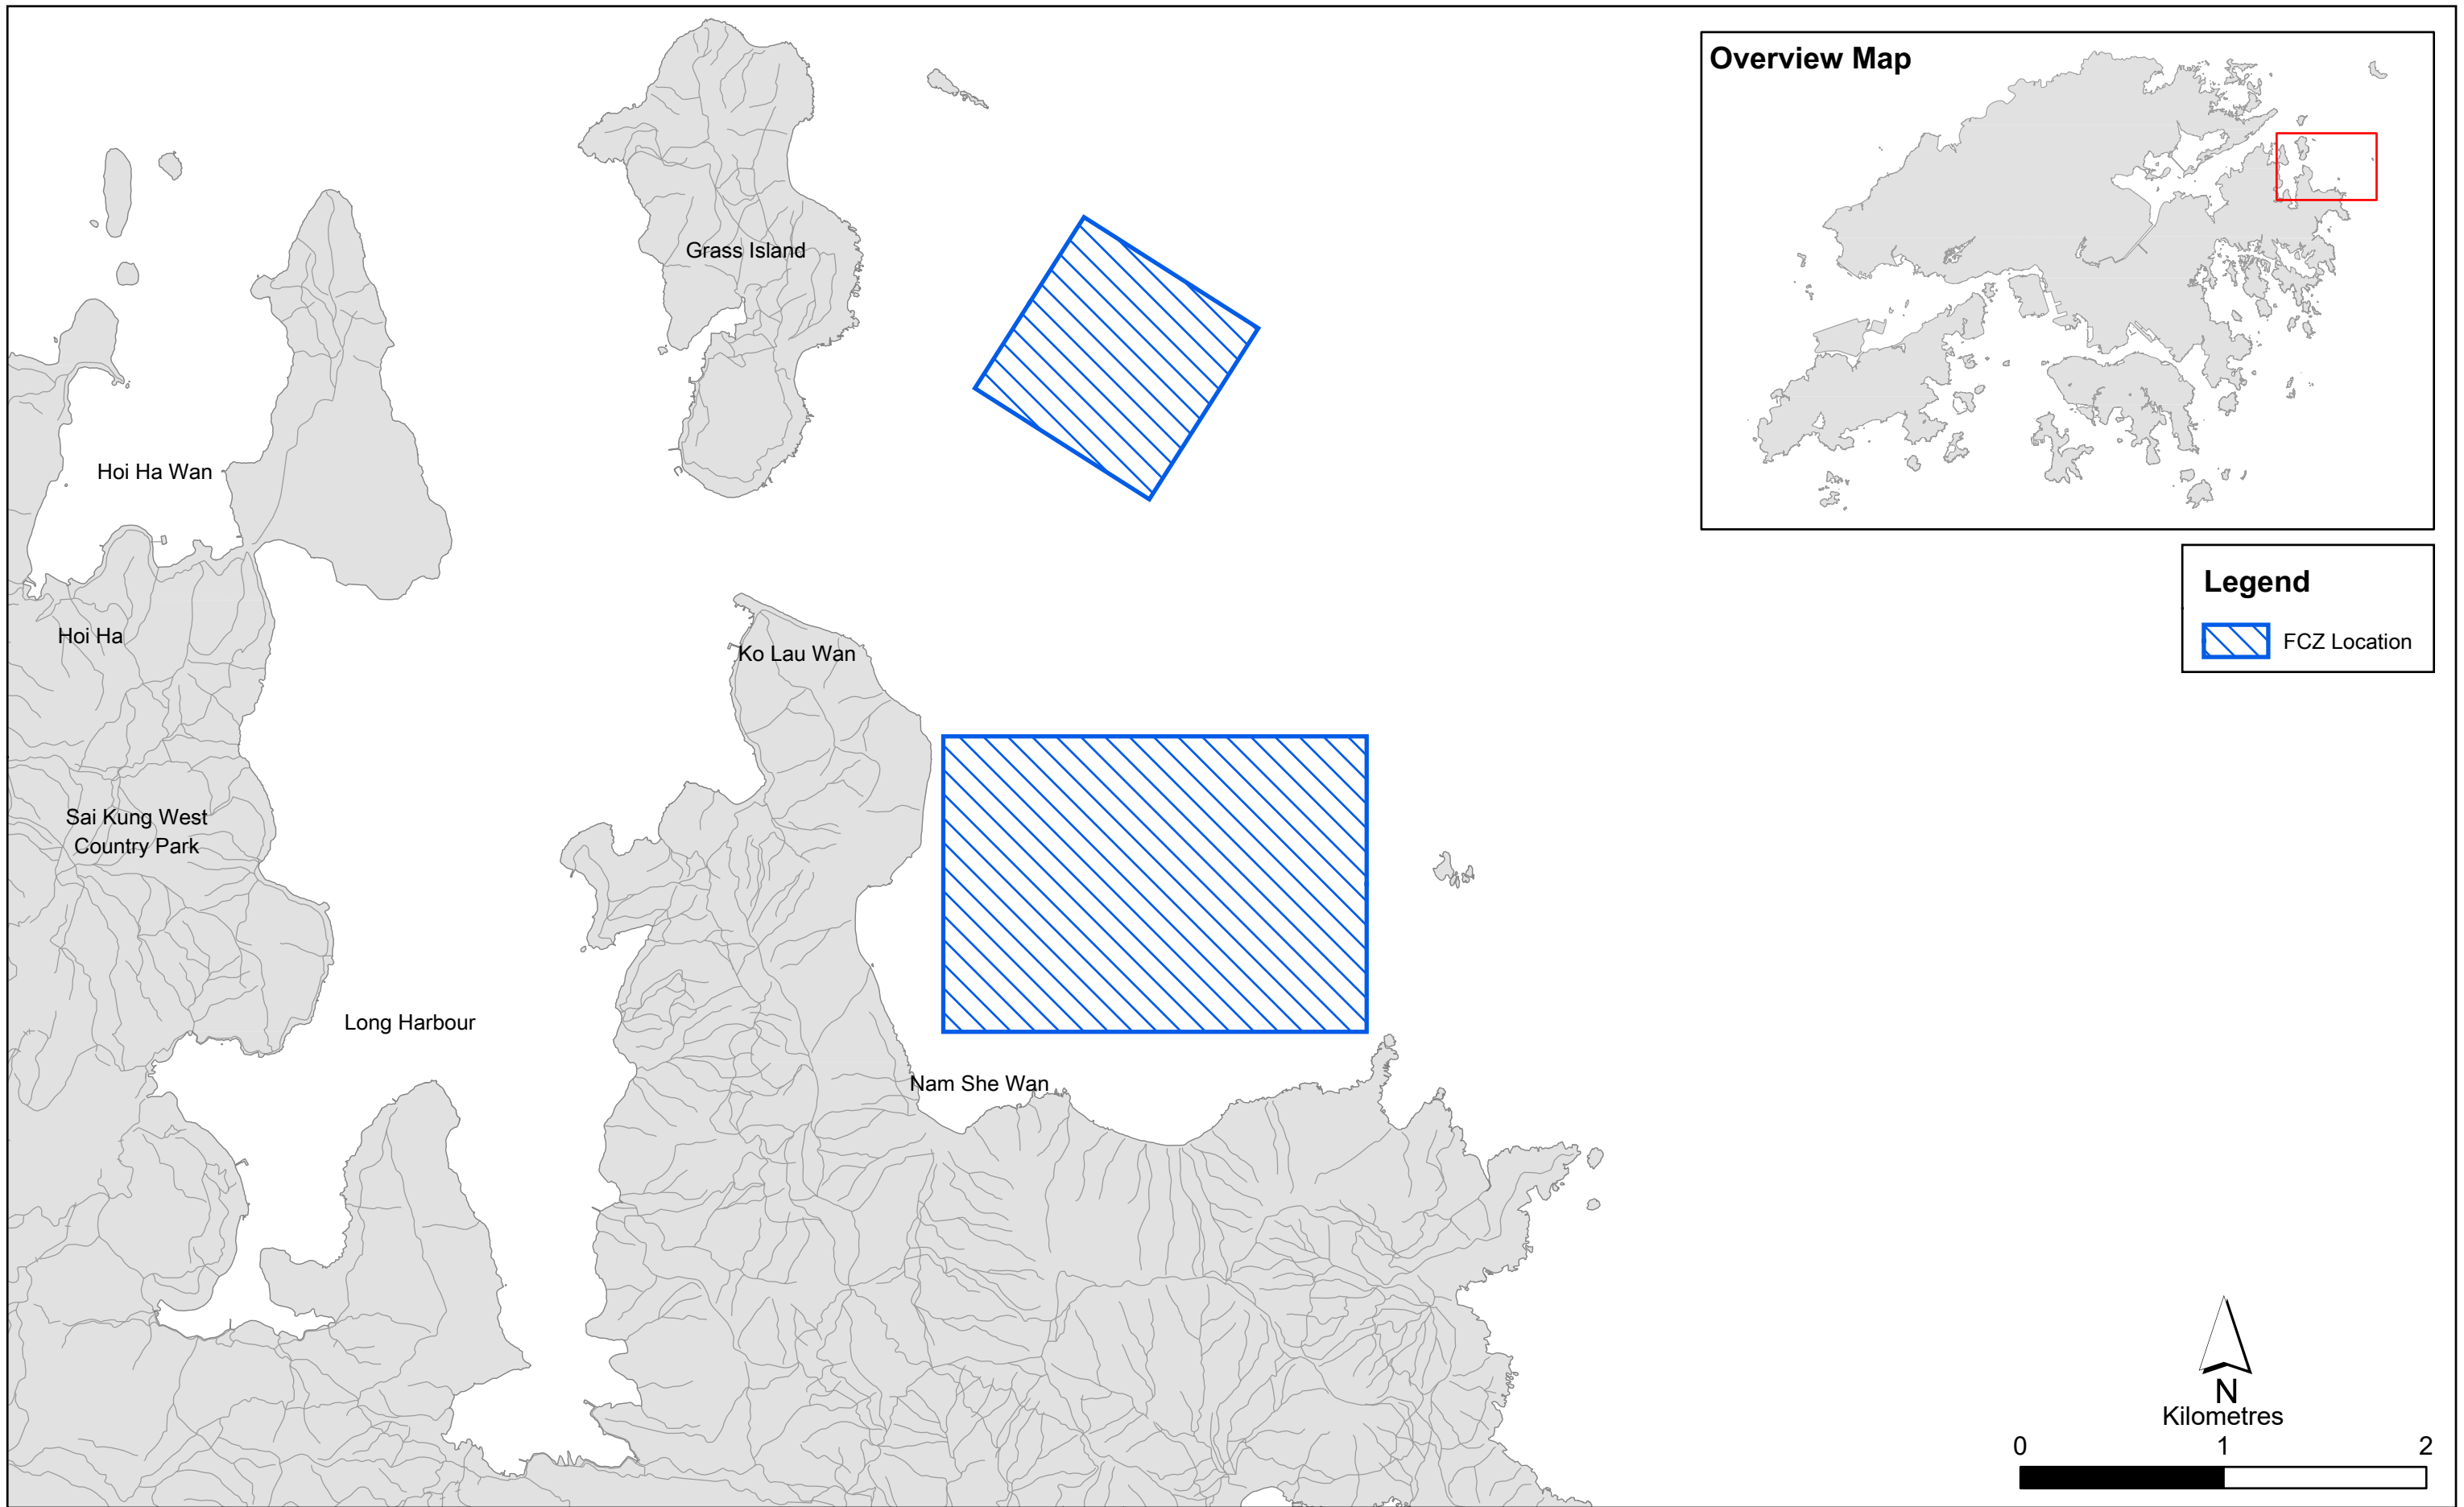 Overview Map
Grass Island
Hoi Ha Wan
Legend
FCZ Location
Hoi Ha
Ko Lau Wan
Sai Kung West
Country Park
Long Harbour
Nam She Wan
N
Kilometres
0 1 2